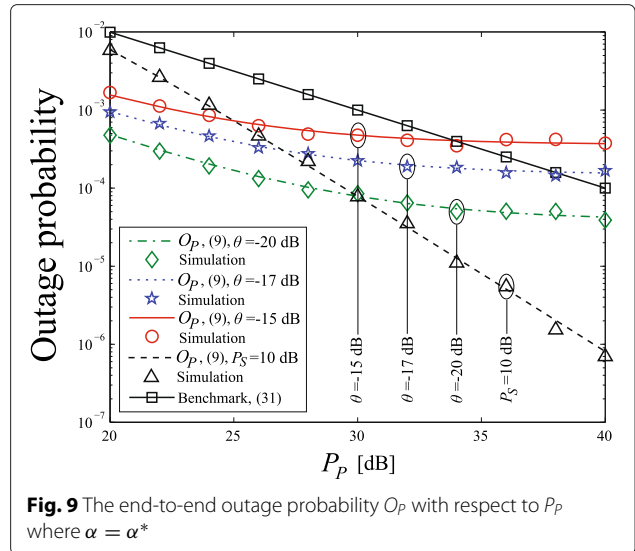 10⁻²
10⁻³
10⁻⁴
10⁻⁵
10⁻⁶
10⁻⁷
Outage probability
O_P, (9), θ=-20 dB
Simulation
O_P, (9), θ=-17 dB
Simulation
O_P, (9), θ=-15 dB
Simulation
O_P, (9), P_S=10 dB
Simulation
Benchmark, (31)
θ=-15 dB
θ=-17 dB
θ=-20 dB
P_S=10 dB
20 25 30 35 40
P_P [dB]
Fig. 9 The end-to-end outage probability O_P with respect to P_P
where α = α*